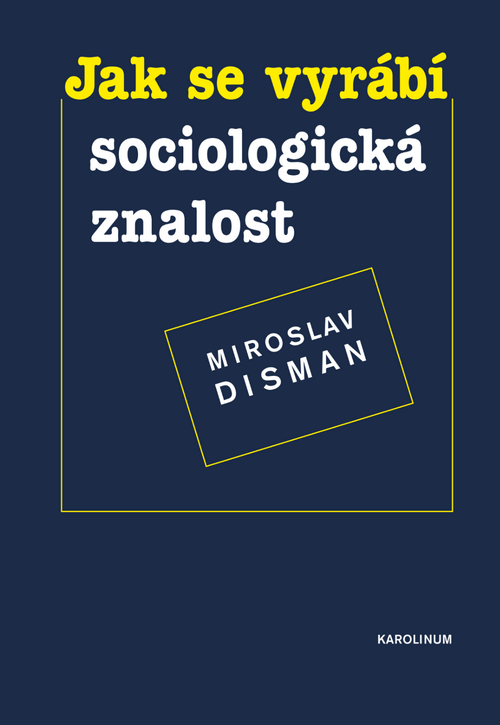 Jak se vyrábí
sociologická
znalost
MIROSLAV
DISMAN
KAROLINUM